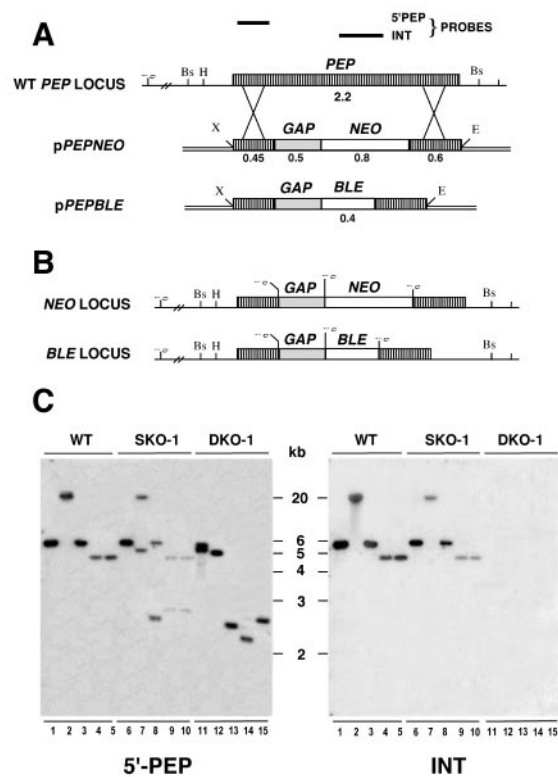 A
5'PEP
INT
} PROBES
PEP
WT PEP LOCUS
Bs H
Bs
2.2
X
GAP NEO
E
pPEPNEO
0.45 0.5 0.8 0.6
X
GAP BLE
E
pPEPBLE
0.4
B
GAP NEO
Bs H
Bs
NEO LOCUS
GAP BLE
Bs H
Bs
BLE LOCUS
C
WT SKO-1 DKO-1
kb
WT SKO-1 DKO-1
20
6
5
4
3
2
1 2 3 4 5 6 7 8 9 10 11 12 13 14 15
1 2 3 4 5 6 7 8 9 10 11 12 13 14 15
5'-PEP
INT